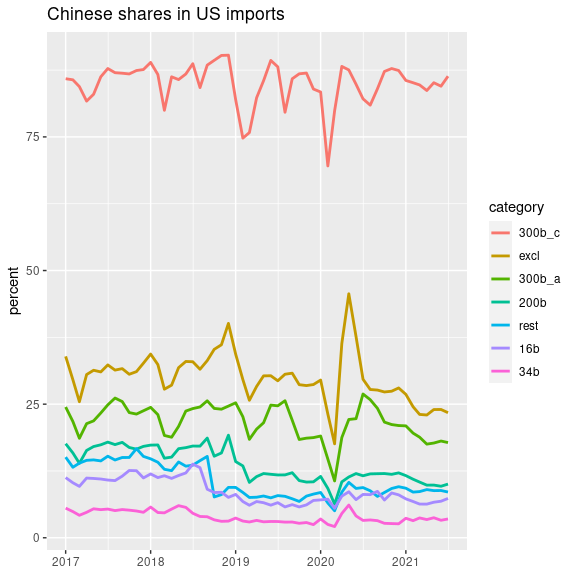 Chinese shares in US imports
percent
75
50
25
0
2017 2018 2019 2020 2021
category
300b_c
excl
300b_a
200b
rest
16b
34b